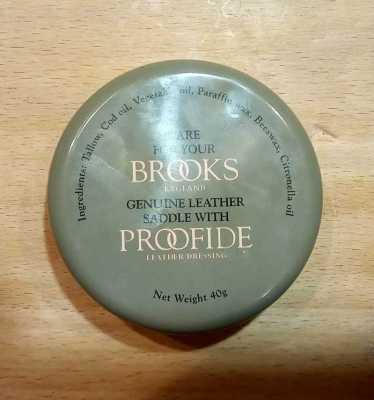 Ingredients: Tallow, Cod oil, Vegetable oil, Paraffin wax, Beeswax, Citronella oil
CARE
FOR YOUR
BROOKS
ENGLAND
GENUINE LEATHER
SADDLE WITH
PROOFIDE
LEATHER DRESSING
Net Weight 40g